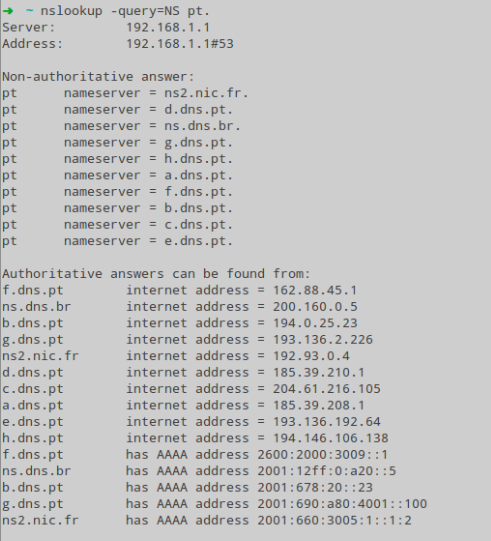 ➜ ~ nslookup -query=NS pt.
Server: 192.168.1.1
Address: 192.168.1.1#53
Non-authoritative answer:
pt nameserver = ns2.nic.fr.
pt nameserver = d.dns.pt.
pt nameserver = ns.dns.br.
pt nameserver = g.dns.pt.
pt nameserver = h.dns.pt.
pt nameserver = a.dns.pt.
pt nameserver = f.dns.pt.
pt nameserver = b.dns.pt.
pt nameserver = c.dns.pt.
pt nameserver = e.dns.pt.
Authoritative answers can be found from:
f.dns.pt internet address = 162.88.45.1
ns.dns.br internet address = 200.160.0.5
b.dns.pt internet address = 194.0.25.23
g.dns.pt internet address = 193.136.2.226
ns2.nic.fr internet address = 192.93.0.4
d.dns.pt internet address = 185.39.210.1
c.dns.pt internet address = 204.61.216.105
a.dns.pt internet address = 185.39.208.1
e.dns.pt internet address = 193.136.192.64
h.dns.pt internet address = 194.146.106.138
f.dns.pt has AAAA address 2600:2000:3009::1
ns.dns.br has AAAA address 2001:12ff:0:a20::5
b.dns.pt has AAAA address 2001:678:20::23
g.dns.pt has AAAA address 2001:690:a80:4001::100
ns2.nic.fr has AAAA address 2001:660:3005:1::1:2